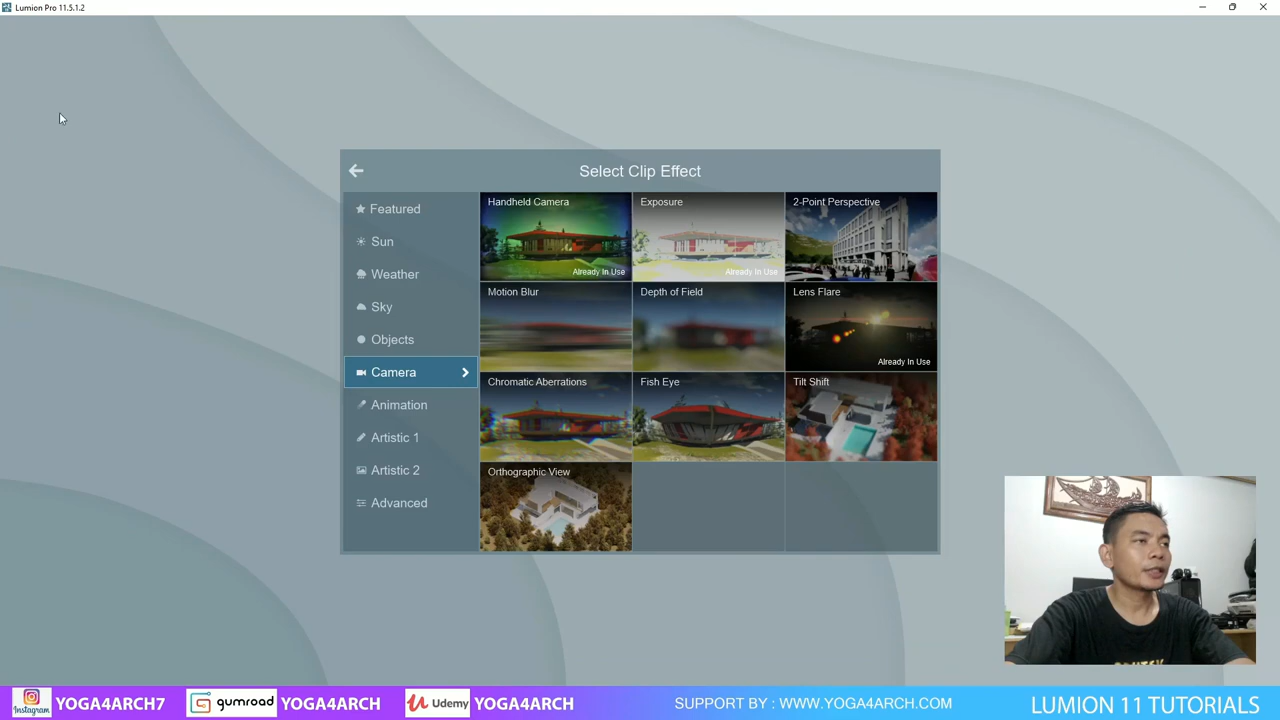 Lumion Pro 11.5.1.2
Select Clip Effect
Featured
Sun
Weather
Sky
Objects
Camera
Animation
Artistic 1
Artistic 2
Advanced
Handheld Camera
Already In Use
Exposure
Already In Use
2-Point Perspective
Motion Blur
Depth of Field
Lens Flare
Already In Use
Chromatic Aberrations
Fish Eye
Tilt Shift
Orthographic View
Instagram
YOGA4ARCH7
gumroad
YOGA4ARCH
Udemy
YOGA4ARCH
SUPPORT BY : WWW.YOGA4ARCH.COM
LUMION 11 TUTORIALS